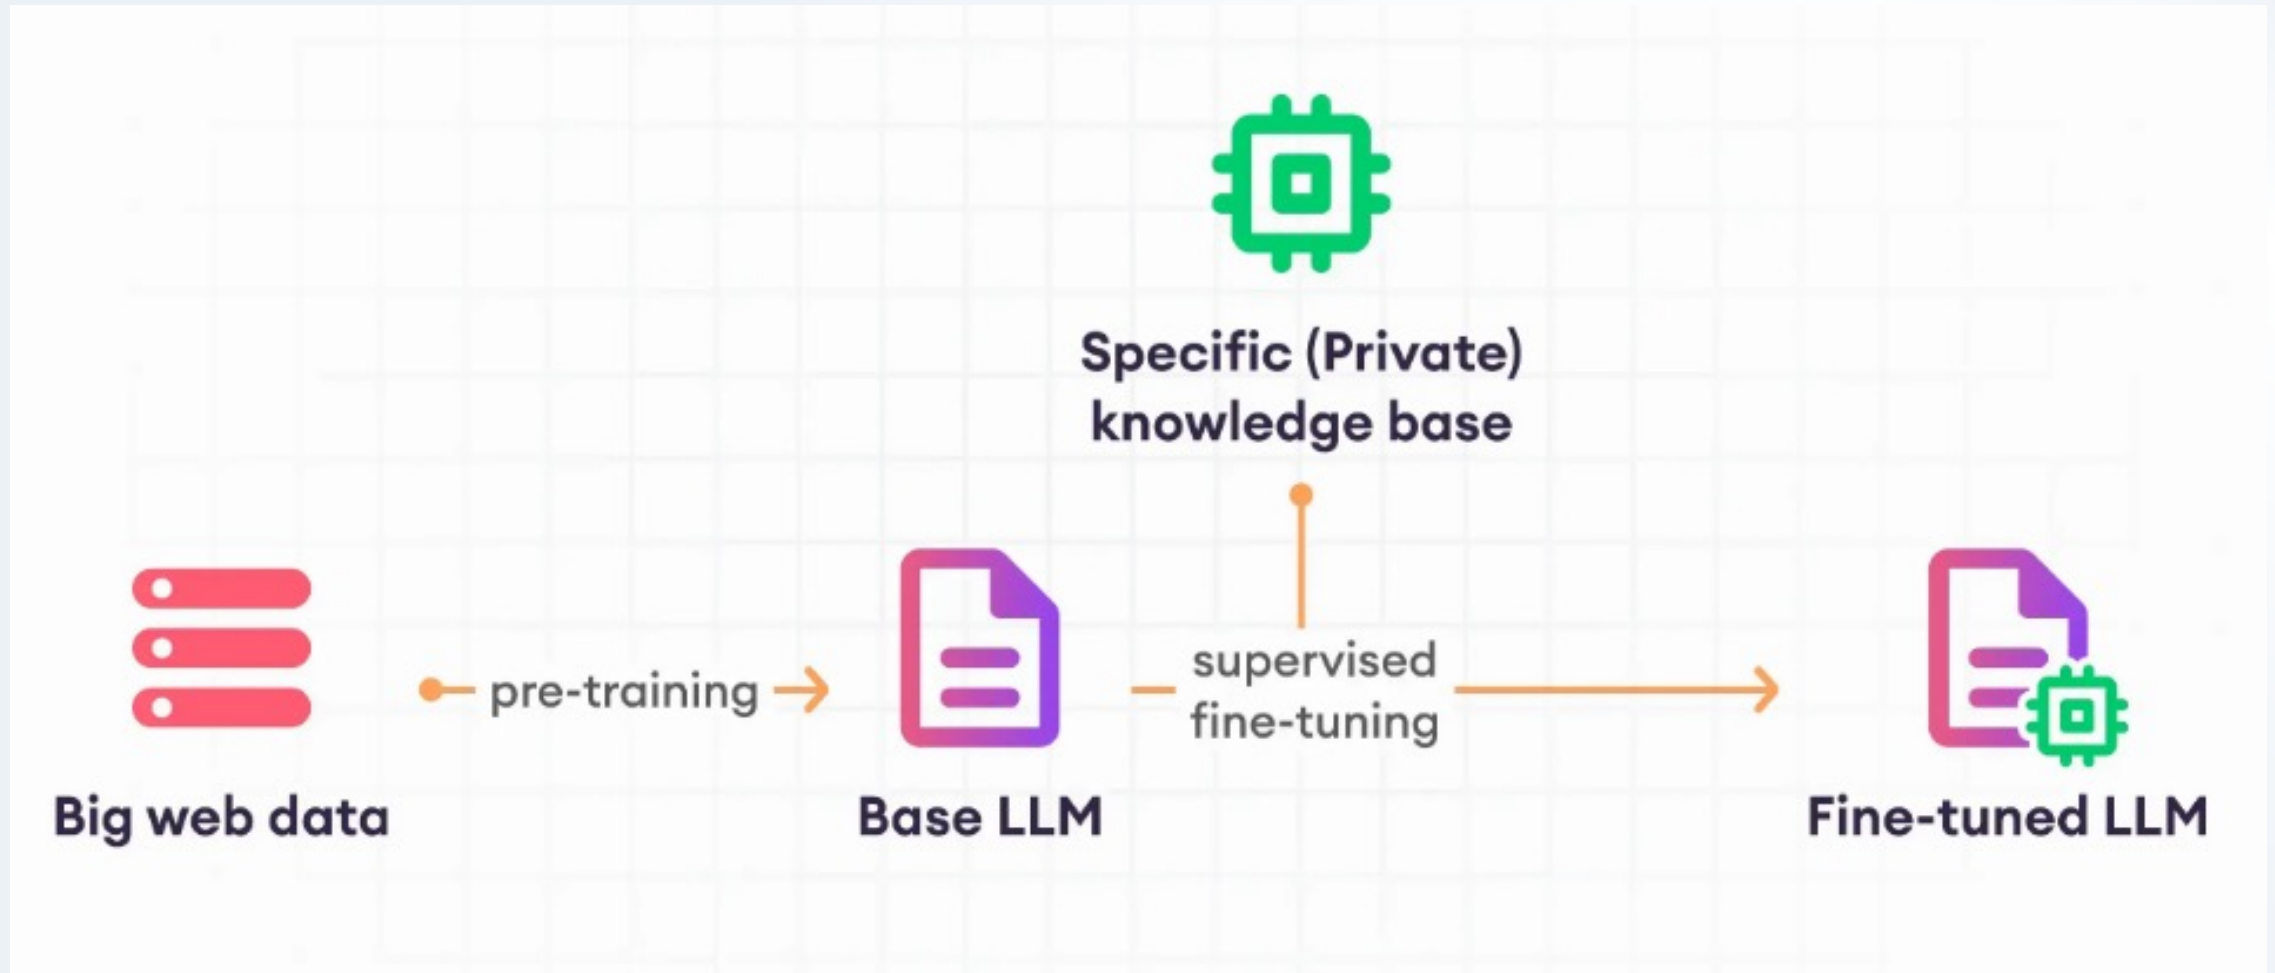 Specific (Private)
knowledge base
pre-training
supervised
fine-tuning
Big web data
Base LLM
Fine-tuned LLM